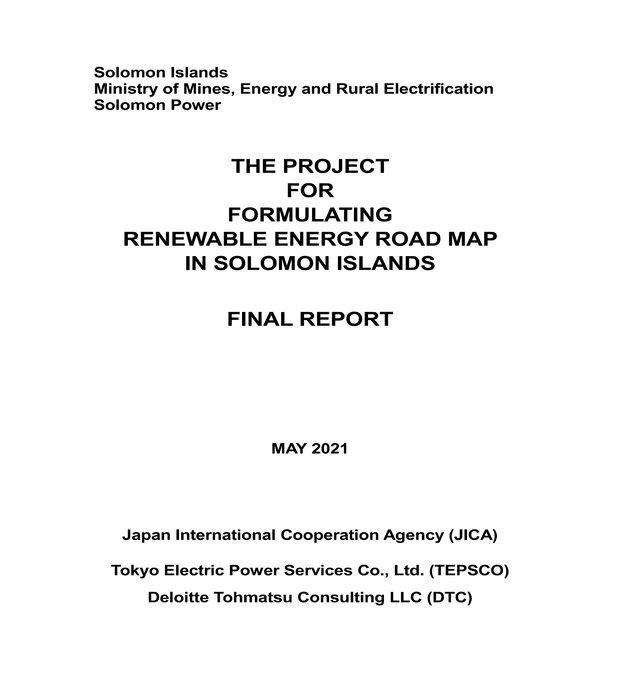 Solomon Islands
Ministry of Mines, Energy and Rural Electrification
Solomon Power
THE PROJECT
FOR
FORMULATING
RENEWABLE ENERGY ROAD MAP
IN SOLOMON ISLANDS
FINAL REPORT
MAY 2021
Japan International Cooperation Agency (JICA)
Tokyo Electric Power Services Co., Ltd. (TEPSCO)
Deloitte Tohmatsu Consulting LLC (DTC)